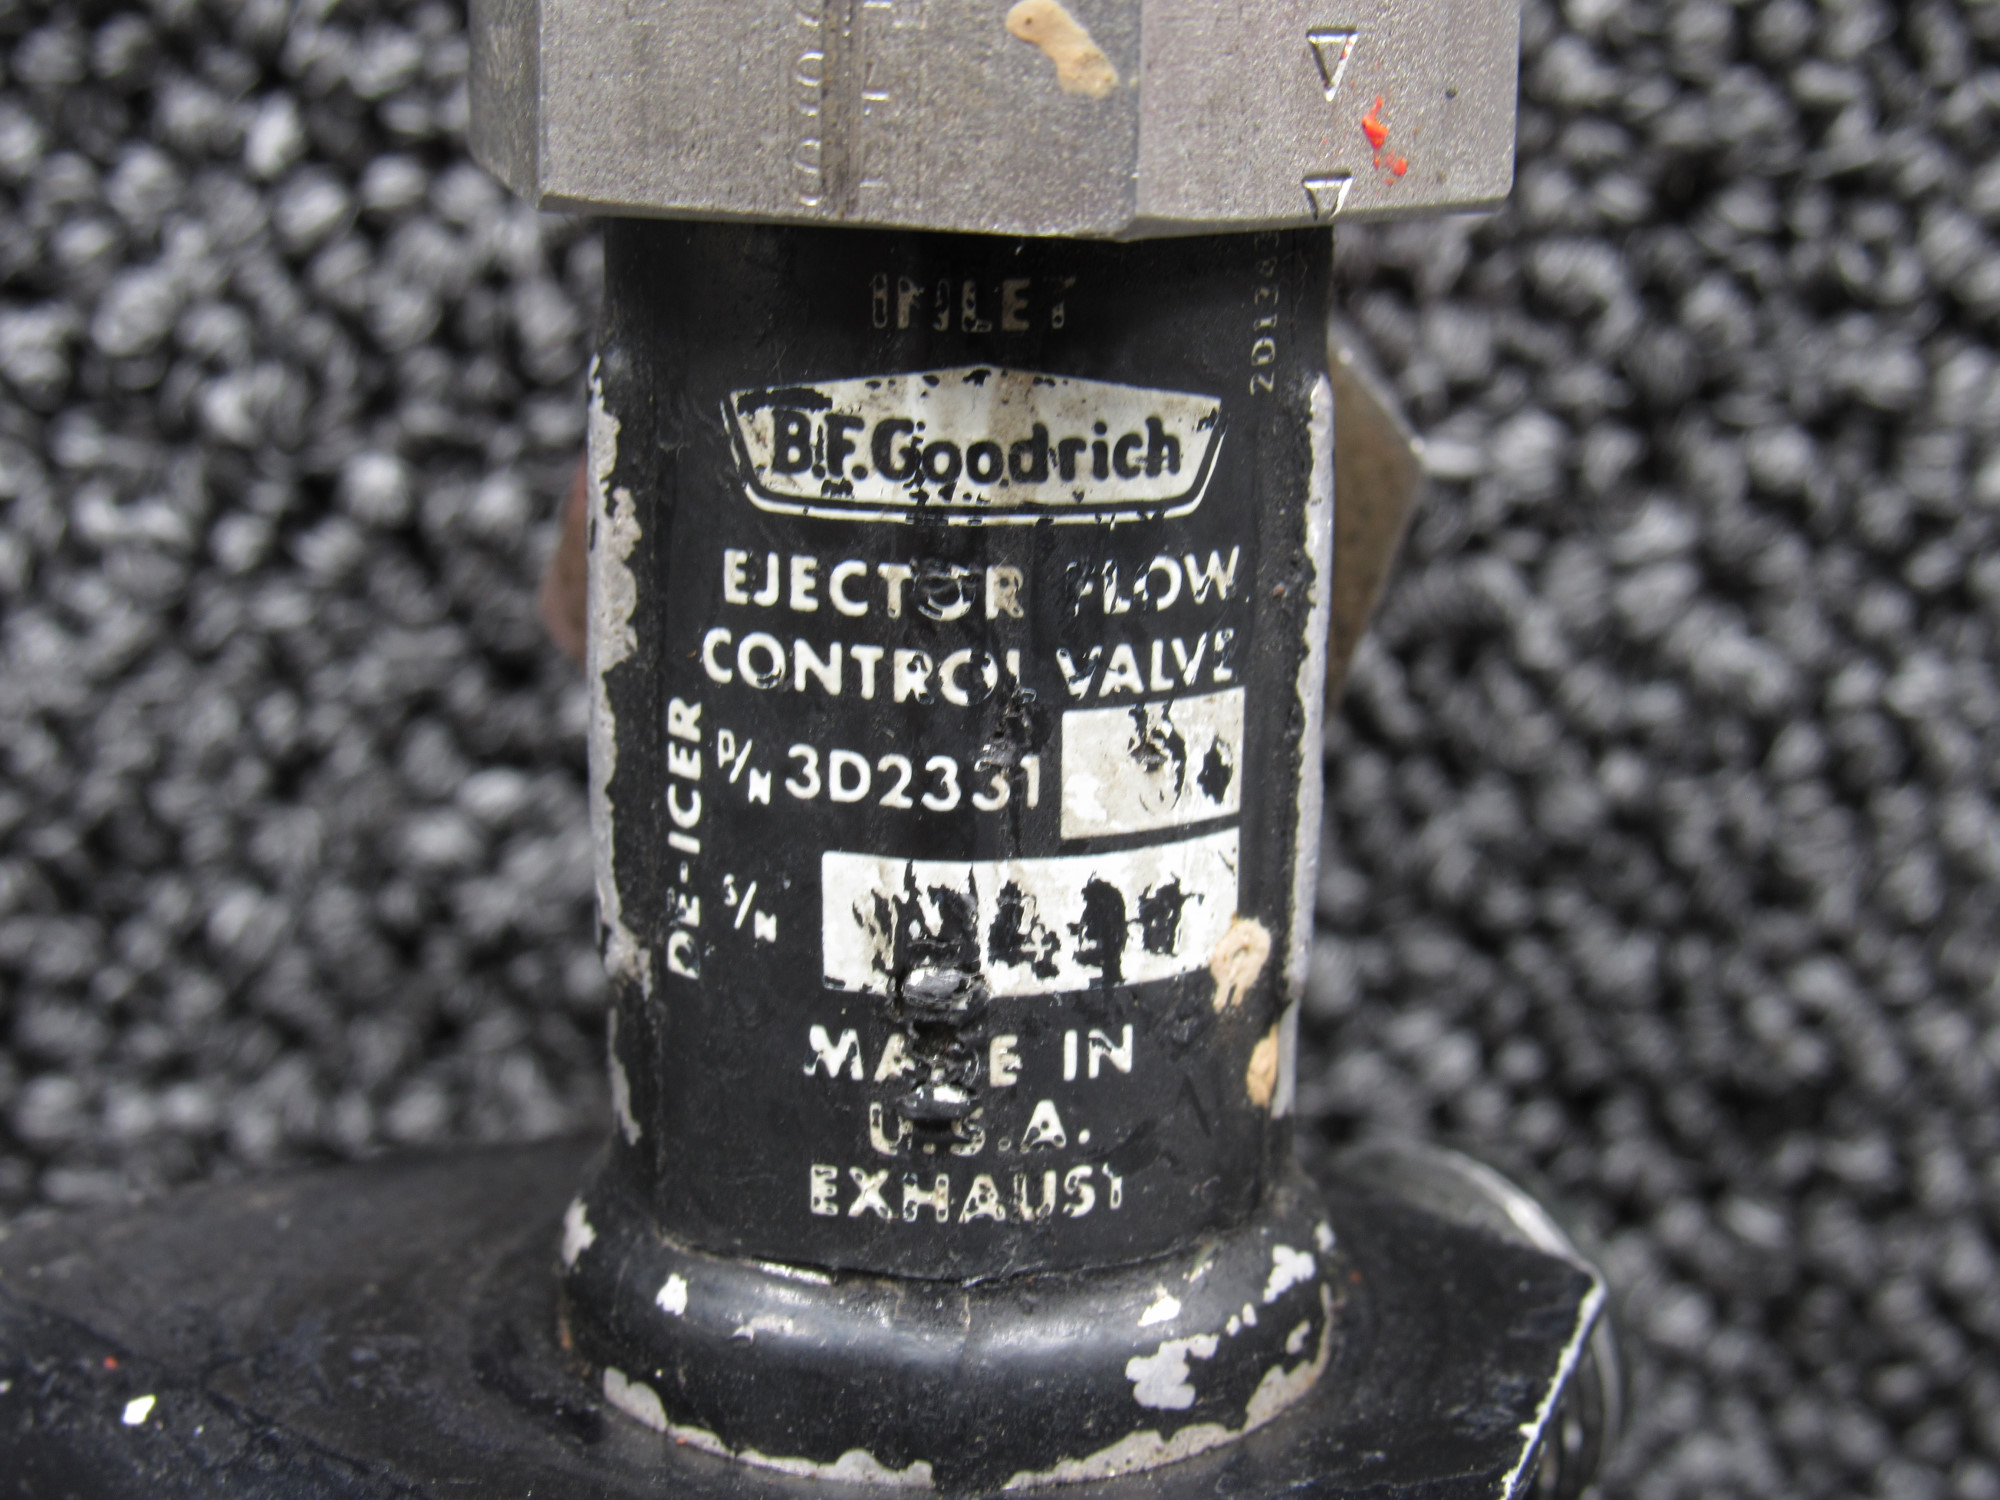 INLET
B.F.Goodrich
EJECTOR FLOW
CONTROL VALVE
P/N 3D2331
S/N
DE-ICER
MADE IN
U.S.A.
EXHAUST